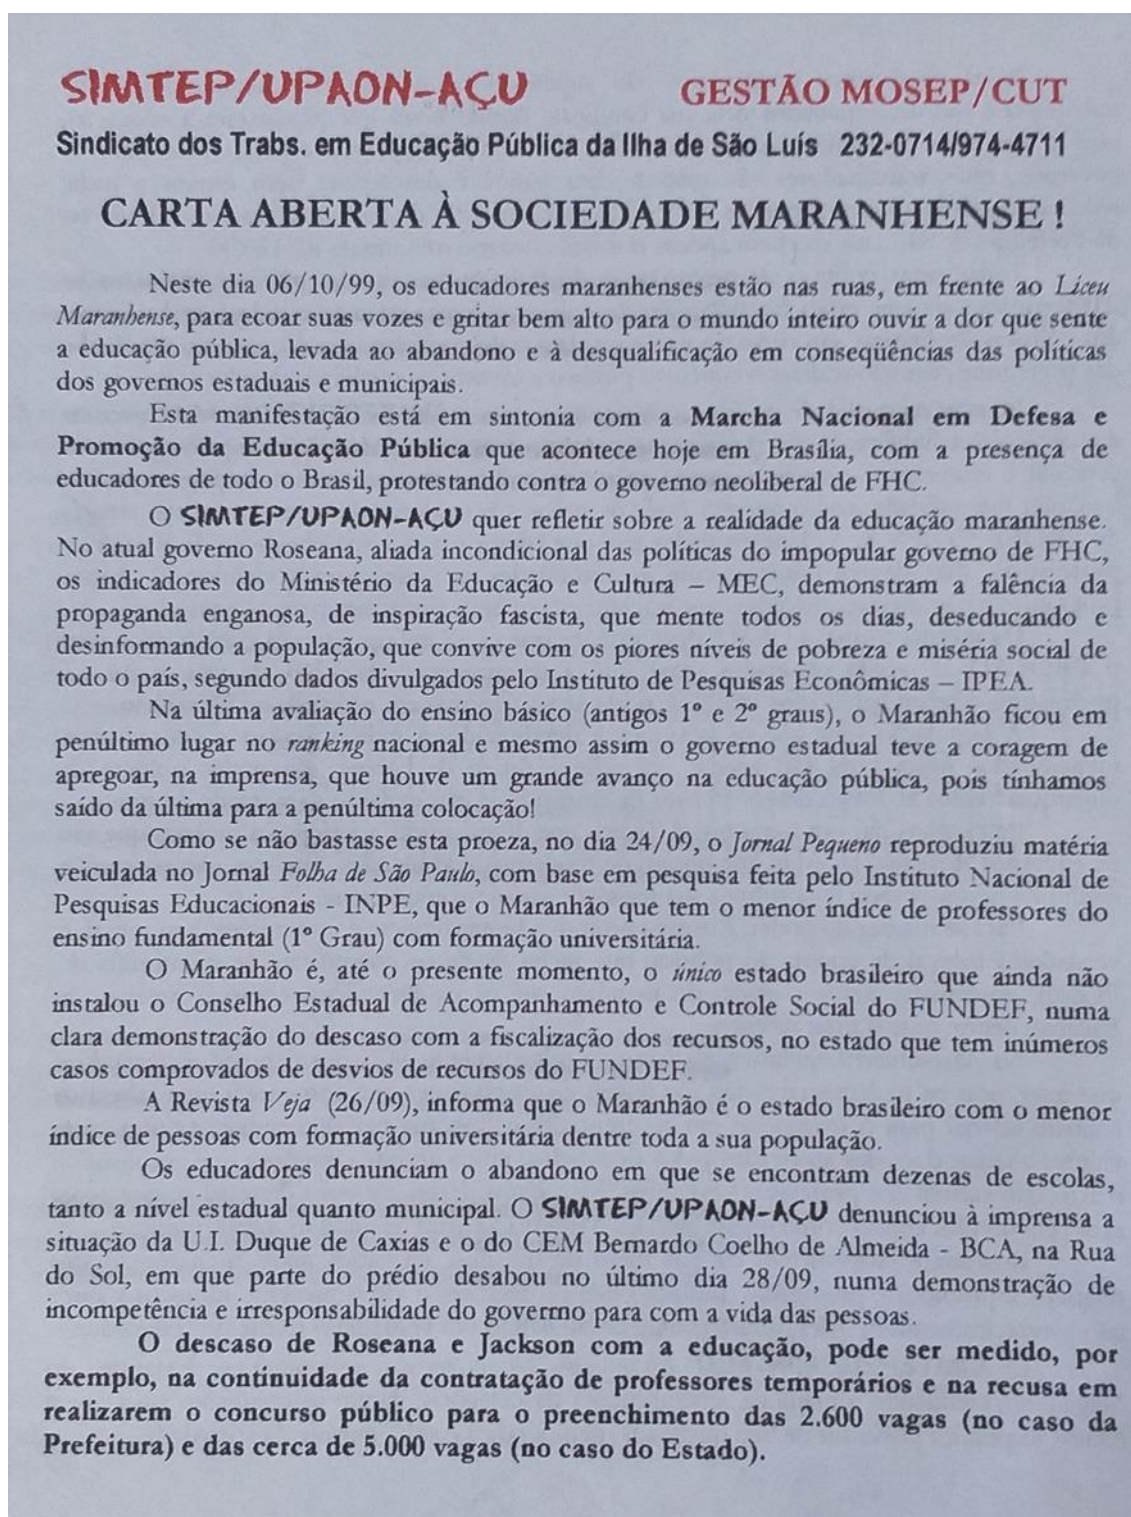 SIMTEP/UPAON-AÇU GESTÃO MOSEP/CUT
Sindicato dos Trabs. em Educação Pública da Ilha de São Luís 232-0714/974-4711
CARTA ABERTA À SOCIEDADE MARANHENSE !
Neste dia 06/10/99, os educadores maranhenses estão nas ruas, em frente ao Liceu
Maranhense, para ecoar suas vozes e gritar bem alto para o mundo inteiro ouvir a dor que sente
a educação pública, levada ao abandono e à desqualificação em conseqüências das políticas
dos governos estaduais e municipais.
Esta manifestação está em sintonia com a Marcha Nacional em Defesa e
Promoção da Educação Pública que acontece hoje em Brasília, com a presença de
educadores de todo o Brasil, protestando contra o governo neoliberal de FHC.
O SIMTEP/UPAON-AÇU quer refletir sobre a realidade da educação maranhense.
No atual governo Roseana, aliada incondicional das políticas do impopular governo de FHC,
os indicadores do Ministério da Educação e Cultura – MEC, demonstram a falência da
propaganda enganosa, de inspiração fascista, que mente todos os dias, deseducando e
desinformando a população, que convive com os piores níveis de pobreza e miséria social de
todo o país, segundo dados divulgados pelo Instituto de Pesquisas Econômicas – IPEA.
Na última avaliação do ensino básico (antigos 1º e 2º graus), o Maranhão ficou em
penúltimo lugar no ranking nacional e mesmo assim o governo estadual teve a coragem de
apregoar, na imprensa, que houve um grande avanço na educação pública, pois tínhamos
saído da última para a penúltima colocação!
Como se não bastasse esta proeza, no dia 24/09, o Jornal Pequeno reproduziu matéria
veiculada no Jornal Folha de São Paulo, com base em pesquisa feita pelo Instituto Nacional de
Pesquisas Educacionais - INPE, que o Maranhão que tem o menor índice de professores do
ensino fundamental (1º Grau) com formação universitária.
O Maranhão é, até o presente momento, o único estado brasileiro que ainda não
instalou o Conselho Estadual de Acompanhamento e Controle Social do FUNDEF, numa
clara demonstração do descaso com a fiscalização dos recursos, no estado que tem inúmeros
casos comprovados de desvios de recursos do FUNDEF.
A Revista Veja (26/09), informa que o Maranhão é o estado brasileiro com o menor
índice de pessoas com formação universitária dentre toda a sua população.
Os educadores denunciam o abandono em que se encontram dezenas de escolas,
tanto a nível estadual quanto municipal. O SIMTEP/UPAON-AÇU denunciou à imprensa a
situação da U.I. Duque de Caxias e o do CEM Bernardo Coelho de Almeida - BCA, na Rua
do Sol, em que parte do prédio desabou no último dia 28/09, numa demonstração de
incompetência e irresponsabilidade do governo para com a vida das pessoas.
O descaso de Roseana e Jackson com a educação, pode ser medido, por
exemplo, na continuidade da contratação de professores temporários e na recusa em
realizarem o concurso público para o preenchimento das 2.600 vagas (no caso da
Prefeitura) e das cerca de 5.000 vagas (no caso do Estado).